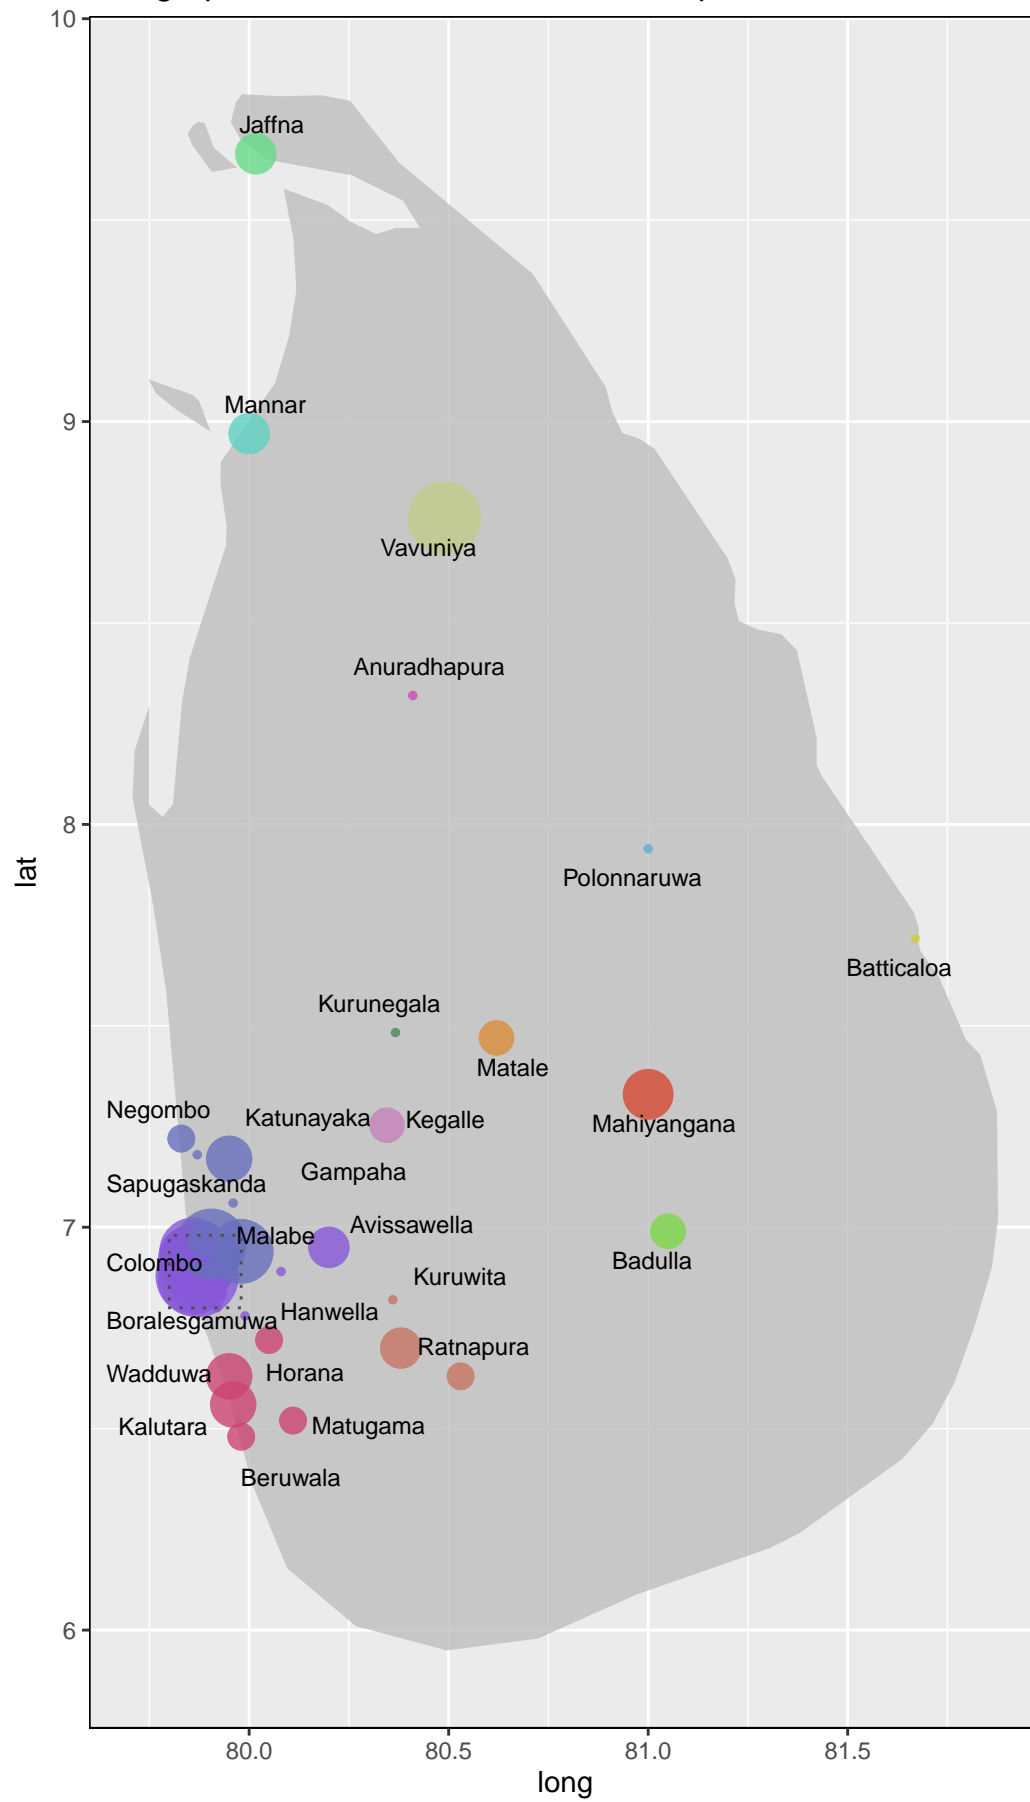 10
Jaffna
Mannar
9
Vavuniya
Anuradhapura
8
lat
Polonnaruwa
Batticaloa
Kurunegala
Matale
Negombo
Katunayaka
Kegalle
Mahiyangana
Gampaha
Sapugaskanda
7
Malabe
Avissawella
Colombo
Badulla
Kuruwita
Boralesgamuwa
Hanwella
Ratnapura
Wadduwa
Horana
Kalutara
Matugama
Beruwala
6
80.0 80.5 81.0 81.5
long